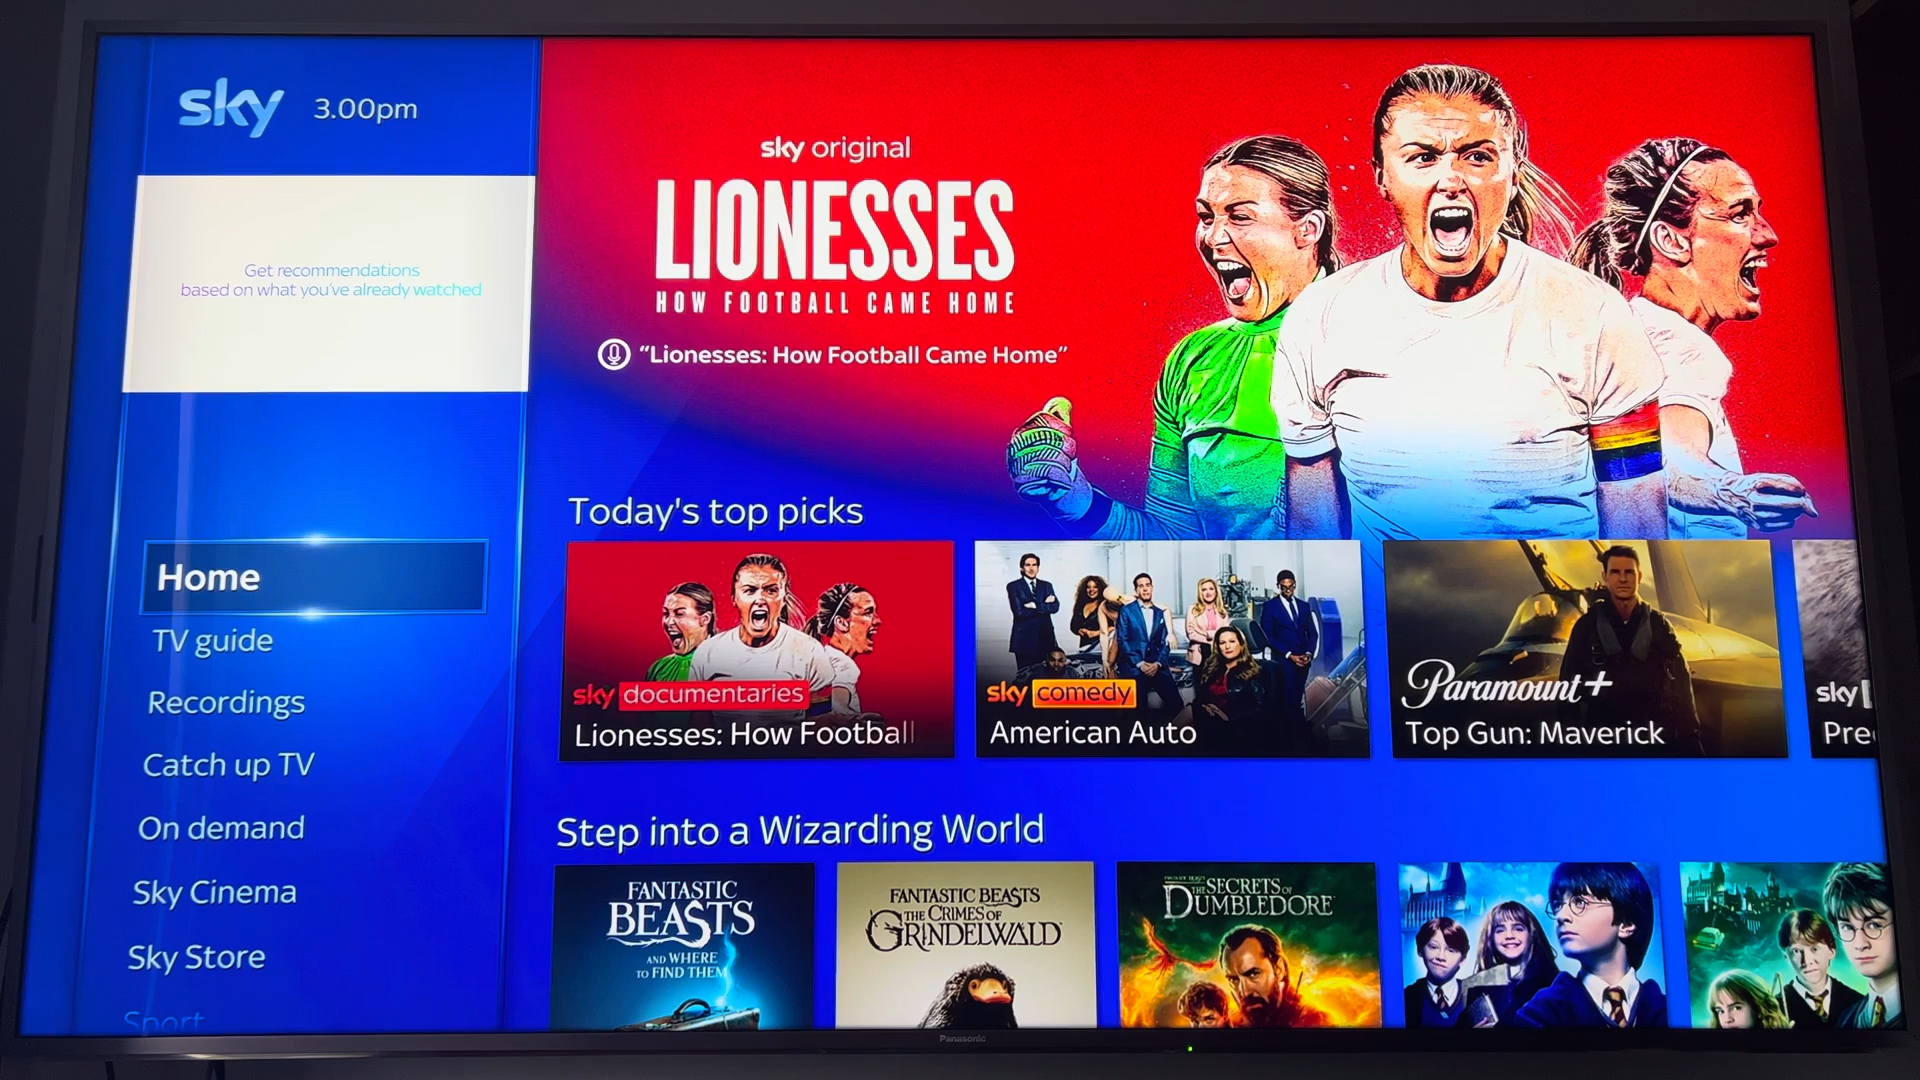 sky 3.00pm
Get recommendations
based on what you've already watched
Home
TV guide
Recordings
Catch up TV
On demand
Sky Cinema
Sky Store
Sport
sky original
LIONESSES
HOW FOOTBALL CAME HOME
"Lionesses: How Football Came Home"
Today's top picks
sky documentaries
Lionesses: How Football
sky comedy
American Auto
Paramount+
Top Gun: Maverick
sky
Pre
Step into a Wizarding World
FANTASTIC
BEASTS
AND WHERE
TO FIND THEM
FANTASTIC BEASTS
THE CRIMES OF
GRINDELWALD
FANTASTIC BEASTS
THE SECRETS OF
DUMBLEDORE
Panasonic